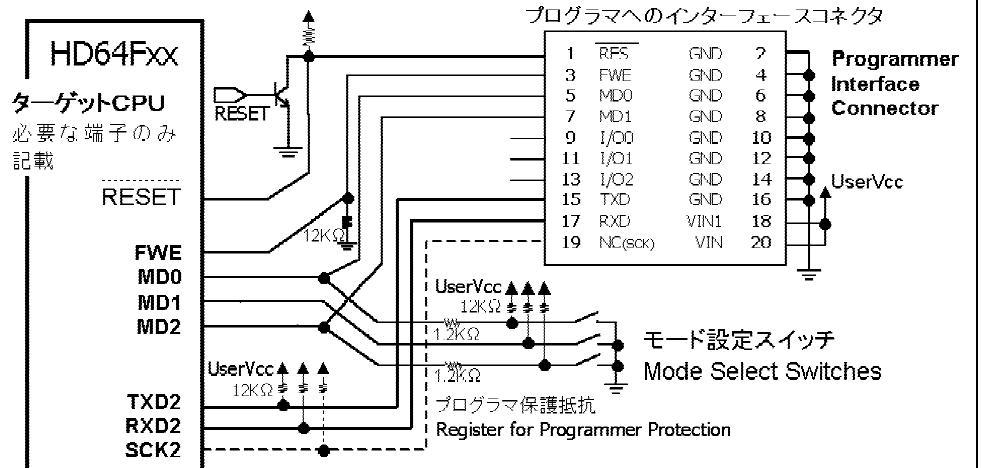 プログラマへのインターフェースコネクタ
HD64Fxx
ターゲットCPU
必要な端子のみ
記載
RESET
1 RES GND 2
3 FWE GND 4
5 MD0 GND 6
7 MD1 GND 8
9 I/O0 GND 10
11 I/O1 GND 12
13 I/O2 GND 14
15 TXD GND 16
17 RXD VIN1 18
19 NC(SCK) VIN 20
Programmer
Interface
Connector
UserVcc
RESET
12KΩ
FWE
MD0
MD1
MD2
UserVcc
12KΩ
1.2KΩ
1.2KΩ
モード設定スイッチ
Mode Select Switches
UserVcc
12KΩ
TXD2
RXD2
SCK2
プログラマ保護抵抗
Register for Programmer Protection